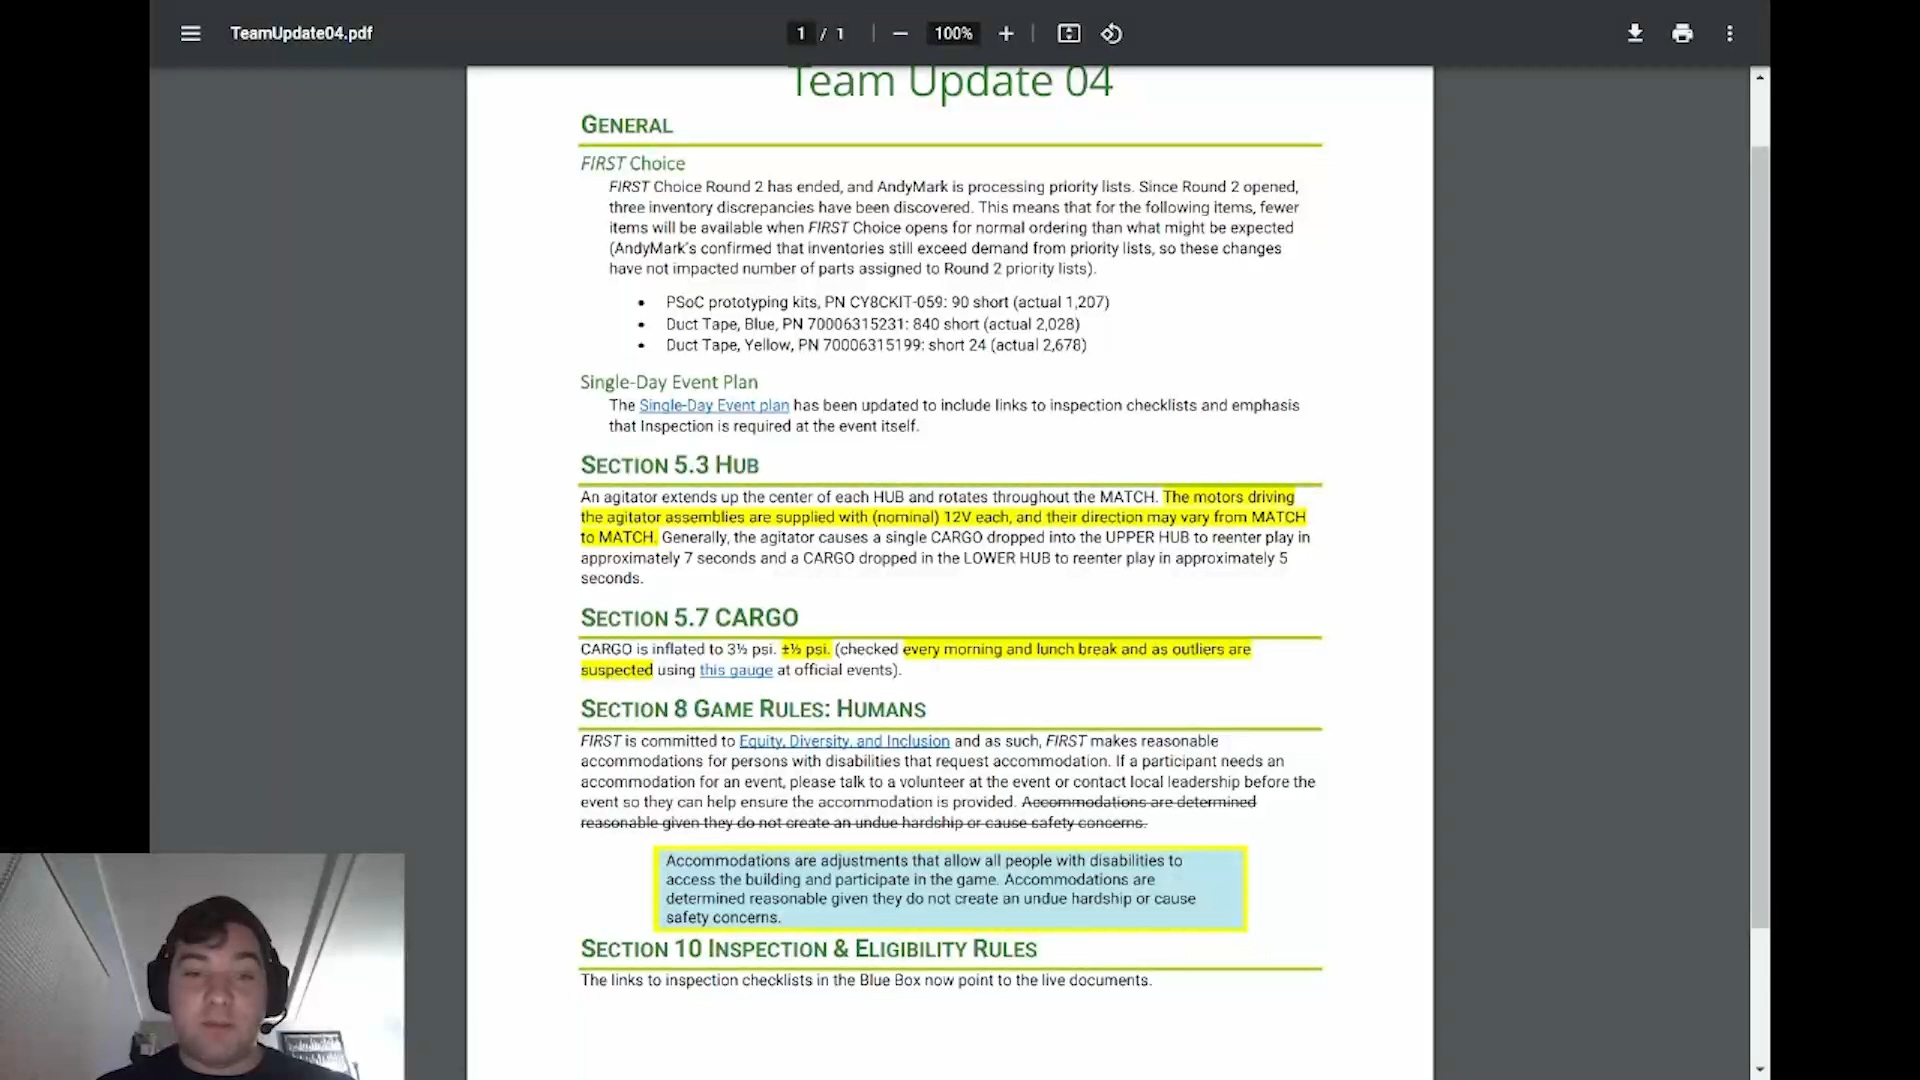 TeamUpdate04.pdf
1 / 1
100%
Team Update 04
GENERAL
FIRST Choice
FIRST Choice Round 2 has ended, and AndyMark is processing priority lists. Since Round 2 opened,
three inventory discrepancies have been discovered. This means that for the following items, fewer
items will be available when FIRST Choice opens for normal ordering than what might be expected
(AndyMark's confirmed that inventories still exceed demand from priority lists, so these changes
have not impacted number of parts assigned to Round 2 priority lists).
• PSoC prototyping kits, PN CY8CKIT-059: 90 short (actual 1,207)
• Duct Tape, Blue, PN 70006315231: 840 short (actual 2,028)
• Duct Tape, Yellow, PN 70006315199: short 24 (actual 2,678)
Single-Day Event Plan
The Single-Day Event plan has been updated to include links to inspection checklists and emphasis
that Inspection is required at the event itself.
SECTION 5.3 HUB
An agitator extends up the center of each HUB and rotates throughout the MATCH. The motors driving
the agitator assemblies are supplied with (nominal) 12V each, and their direction may vary from MATCH
to MATCH. Generally, the agitator causes a single CARGO dropped into the UPPER HUB to reenter play in
approximately 7 seconds and a CARGO dropped in the LOWER HUB to reenter play in approximately 5
seconds.
SECTION 5.7 CARGO
CARGO is inflated to 3½ psi. ±½ psi. (checked every morning and lunch break and as outliers are
suspected using this gauge at official events).
SECTION 8 GAME RULES: HUMANS
FIRST is committed to Equity, Diversity, and Inclusion and as such, FIRST makes reasonable
accommodations for persons with disabilities that request accommodation. If a participant needs an
accommodation for an event, please talk to a volunteer at the event or contact local leadership before the
event so they can help ensure the accommodation is provided. Accommodations are determined
reasonable given they do not create an undue hardship or cause safety concerns.
Accommodations are adjustments that allow all people with disabilities to
access the building and participate in the game. Accommodations are
determined reasonable given they do not create an undue hardship or cause
safety concerns.
SECTION 10 INSPECTION & ELIGIBILITY RULES
The links to inspection checklists in the Blue Box now point to the live documents.